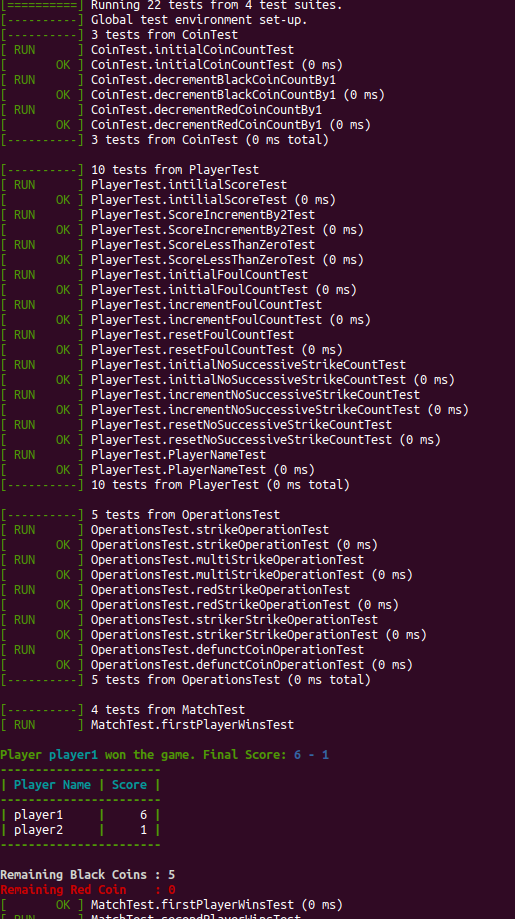 [==========] Running 22 tests from 4 test suites.
[----------] Global test environment set-up.
[----------] 3 tests from CoinTest
[ RUN      ] CoinTest.initialCoinCountTest
[       OK ] CoinTest.initialCoinCountTest (0 ms)
[ RUN      ] CoinTest.decrementBlackCoinCountBy1
[       OK ] CoinTest.decrementBlackCoinCountBy1 (0 ms)
[ RUN      ] CoinTest.decrementRedCoinCountBy1
[       OK ] CoinTest.decrementRedCoinCountBy1 (0 ms)
[----------] 3 tests from CoinTest (0 ms total)

[----------] 10 tests from PlayerTest
[ RUN      ] PlayerTest.intilialScoreTest
[       OK ] PlayerTest.intilialScoreTest (0 ms)
[ RUN      ] PlayerTest.ScoreIncrementBy2Test
[       OK ] PlayerTest.ScoreIncrementBy2Test (0 ms)
[ RUN      ] PlayerTest.ScoreLessThanZeroTest
[       OK ] PlayerTest.ScoreLessThanZeroTest (0 ms)
[ RUN      ] PlayerTest.initialFoulCountTest
[       OK ] PlayerTest.initialFoulCountTest (0 ms)
[ RUN      ] PlayerTest.incrementFoulCountTest
[       OK ] PlayerTest.incrementFoulCountTest (0 ms)
[ RUN      ] PlayerTest.resetFoulCountTest
[       OK ] PlayerTest.resetFoulCountTest (0 ms)
[ RUN      ] PlayerTest.initialNoSuccessiveStrikeCountTest
[       OK ] PlayerTest.initialNoSuccessiveStrikeCountTest (0 ms)
[ RUN      ] PlayerTest.incrementNoSuccessiveStrikeCountTest
[       OK ] PlayerTest.incrementNoSuccessiveStrikeCountTest (0 ms)
[ RUN      ] PlayerTest.resetNoSuccessiveStrikeCountTest
[       OK ] PlayerTest.resetNoSuccessiveStrikeCountTest (0 ms)
[ RUN      ] PlayerTest.PlayerNameTest
[       OK ] PlayerTest.PlayerNameTest (0 ms)
[----------] 10 tests from PlayerTest (0 ms total)

[----------] 5 tests from OperationsTest
[ RUN      ] OperationsTest.strikeOperationTest
[       OK ] OperationsTest.strikeOperationTest (0 ms)
[ RUN      ] OperationsTest.multiStrikeOperationTest
[       OK ] OperationsTest.multiStrikeOperationTest (0 ms)
[ RUN      ] OperationsTest.redStrikeOperationTest
[       OK ] OperationsTest.redStrikeOperationTest (0 ms)
[ RUN      ] OperationsTest.strikerStrikeOperationTest
[       OK ] OperationsTest.strikerStrikeOperationTest (0 ms)
[ RUN      ] OperationsTest.defunctCoinOperationTest
[       OK ] OperationsTest.defunctCoinOperationTest (0 ms)
[----------] 5 tests from OperationsTest (0 ms total)

[----------] 4 tests from MatchTest
[ RUN      ] MatchTest.firstPlayerWinsTest

Player player1 won the game. Final Score: 6 - 1
-----------------------
| Player Name | Score |
-----------------------
| player1     |     6 |
| player2     |     1 |
-----------------------

Remaining Black Coins : 5
Remaining Red Coin    : 0
[       OK ] MatchTest.firstPlayerWinsTest (0 ms)
[ RUN      ] MatchTest.secondPlayerWinsTest